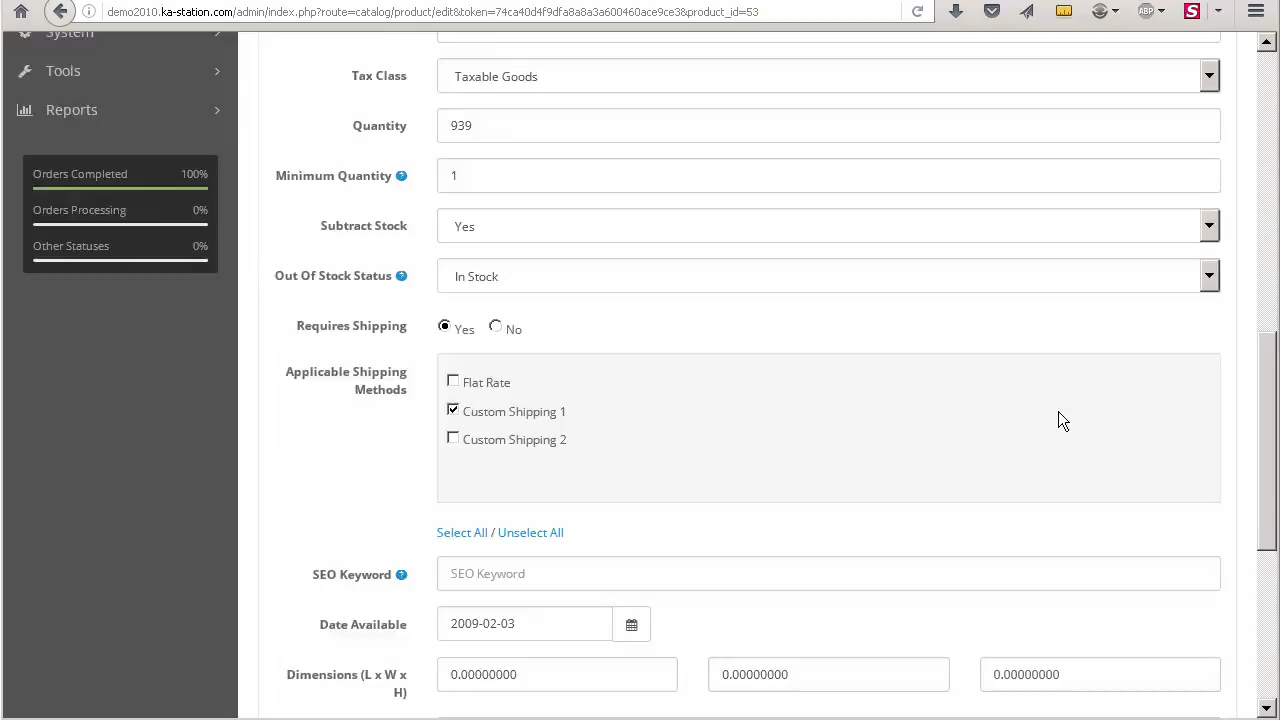 demo2010.ka-station.com/admin/index.php?route=catalog/product/edit&token=74ca40d4f9dfa8a8a3a600460ace9ce3&product_id=53
ABP
S
System
Tools
Reports
Orders Completed 100%
Orders Processing 0%
Other Statuses 0%
Tax Class Taxable Goods
Quantity 939
Minimum Quantity ? 1
Subtract Stock Yes
Out Of Stock Status ? In Stock
Requires Shipping Yes No
Applicable Shipping
Methods
Flat Rate
Custom Shipping 1
Custom Shipping 2
Select All / Unselect All
SEO Keyword ? SEO Keyword
Date Available 2009-02-03
Dimensions (L x W x
H)
0.00000000 0.00000000 0.00000000